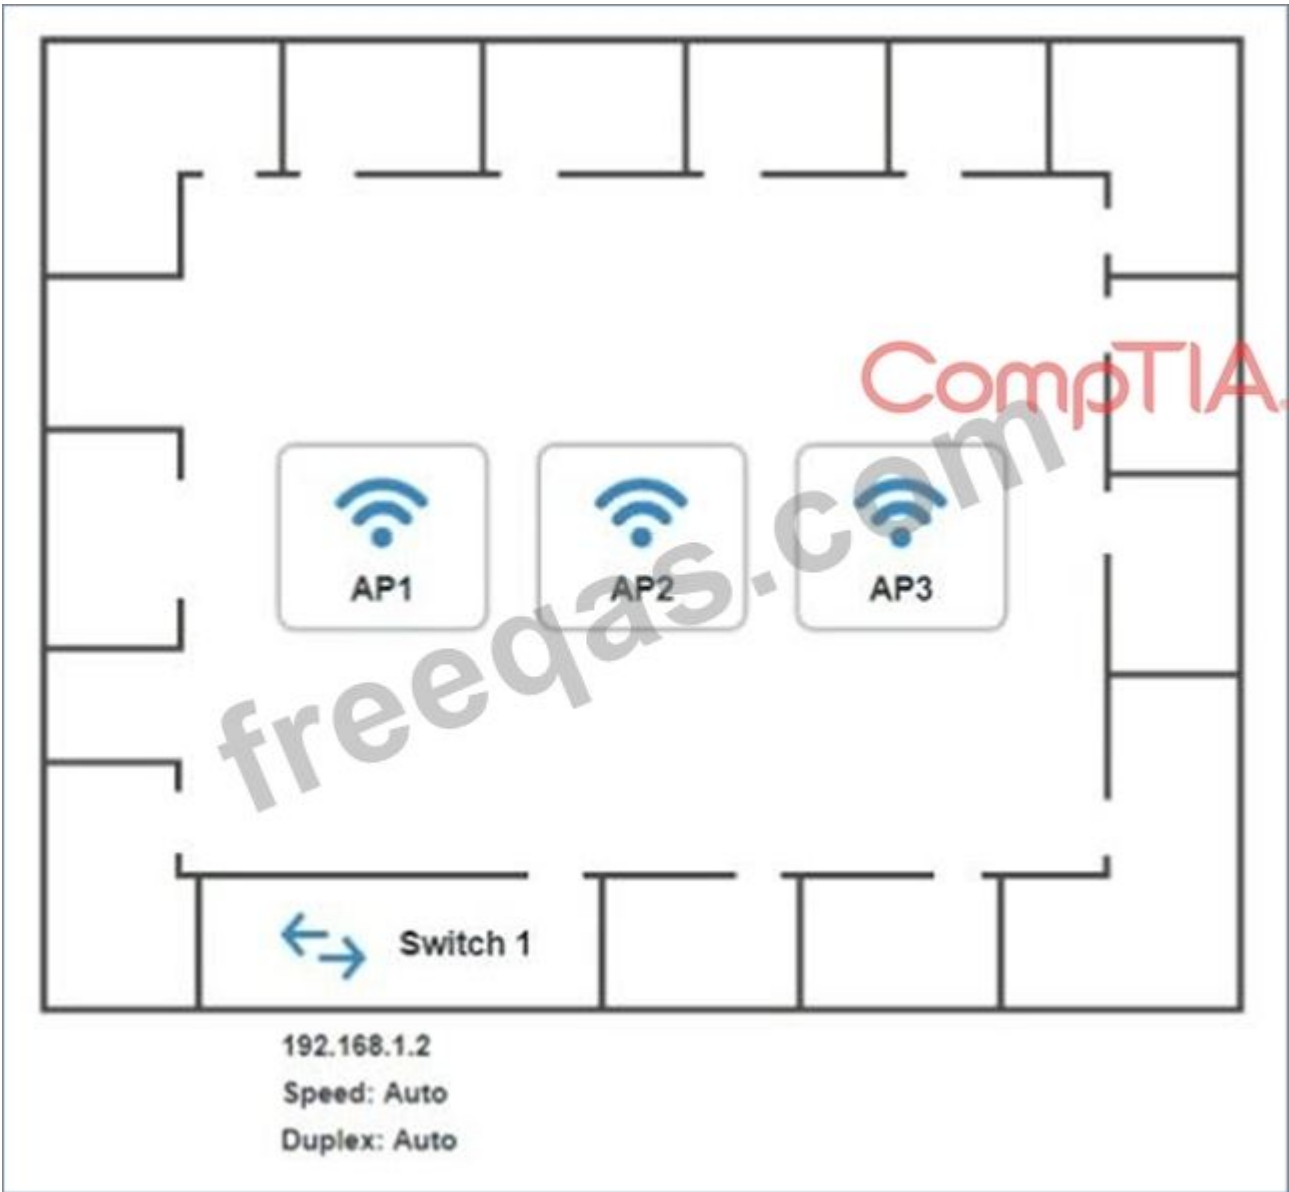 CompTIA.
freeqas.com
AP1
AP2
AP3
Switch 1
192.168.1.2
Speed: Auto
Duplex: Auto